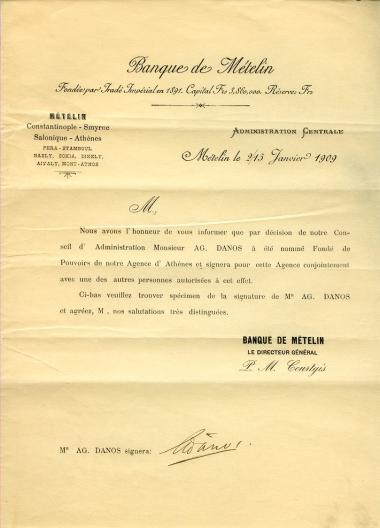 Banque de Mételin
Fondée par Iradé Impérial en 1891. Capital Frs 3,860,000. Réserves Frs
MÉTELIN
Constantinople - Smyrne
Salonique - Athènes
PERA - STAMBOUL
DIKELY,
AIVALY, MONT-ATHOS
ADMINISTRATION CENTRALE
Mételin le 2/15 Janvier 1909
M,
Nous avons l'honneur de vous informer que par décision de notre Con-
seil d' Administration Monsieur AG. DANOS à été nommé Fondé de
Pouvoirs de notre Agence d' Athènes et signera pour cette Agence conjointement
avec une des autres personnes autorisées à cet effet.
Ci-bas veuillez trouver spécimen de la signature de Mr AG. DANOS
et agréez, M , nos salutations très distinguées.
BANQUE DE MÉTELIN
LE DIRECTEUR GÉNÉRAL
P. M. Courtgis
Mr AG. DANOS signera: AGDanos.